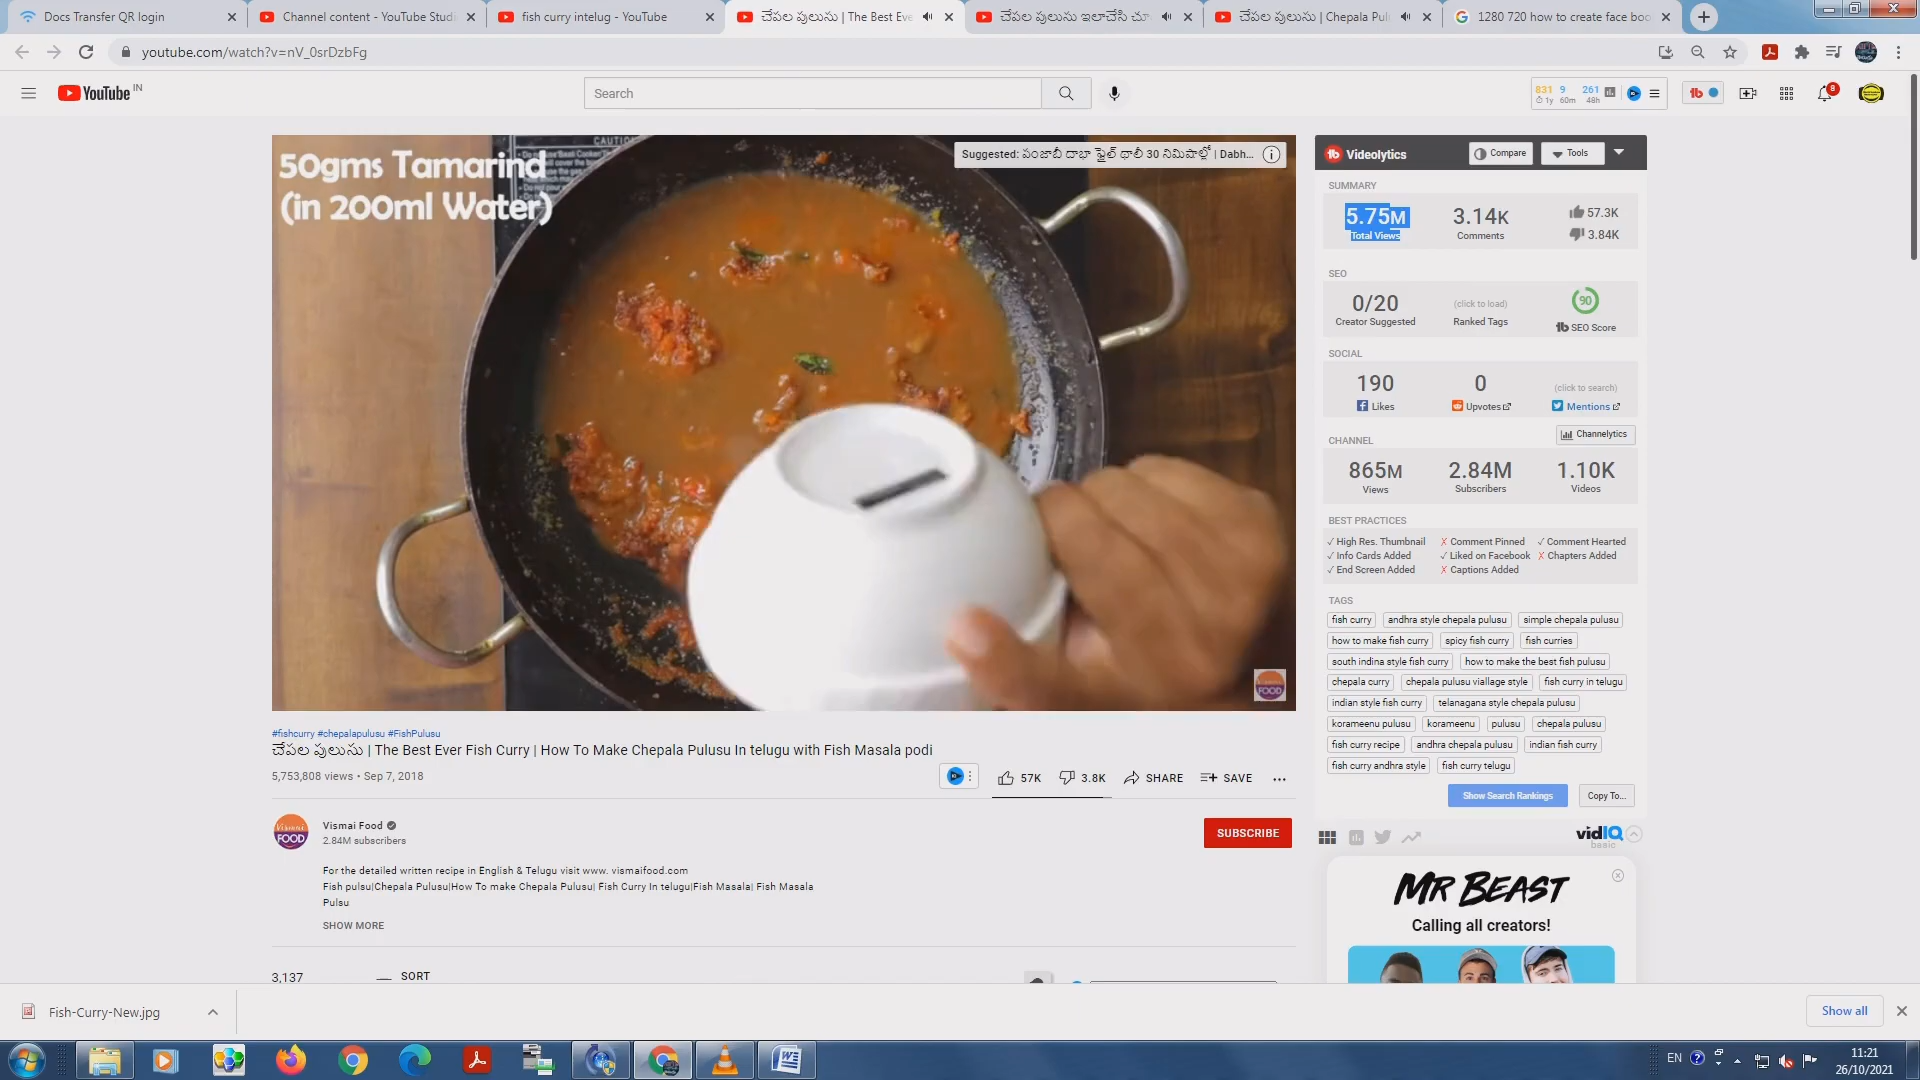 Docs Transfer QR login
Channel content - YouTube Studi
fish curry intelug - YouTube
చేపల పులుసు | The Best Eve
చేపల పులుసు ఇలాచేసి చూ
చేపల పులుసు | Chepala Pul
1280 720 how to create face boo
youtube.com/watch?v=nV_0srDzbFg
YouTube IN
Search
831 9 261
1y 60m 48h
9
50gms Tamarind
(in 200ml Water)
CAUTIO
Suggested: పంజాబీ దాబా స్టైల్ థాలీ 30 నిమిషాల్లో | Dabh...
VISMAI FOOD
Videolytics
Compare
Tools
SUMMARY
5.75M
Total Views
3.14K
Comments
57.3K
3.84K
SEO
0/20
Creator Suggested
(click to load)
Ranked Tags
90
SEO Score
SOCIAL
190
Likes
0
Upvotes
(click to search)
Mentions
CHANNEL
Channelytics
865M
Views
2.84M
Subscribers
1.10K
Videos
BEST PRACTICES
✓ High Res. Thumbnail ✗ Comment Pinned ✓ Comment Hearted
✓ Info Cards Added ✓ Liked on Facebook ✗ Chapters Added
✓ End Screen Added ✗ Captions Added
TAGS
fish curry andhra style chepala pulusu simple chepala pulusu
how to make fish curry spicy fish curry fish curries
south indina style fish curry how to make the best fish pulusu
chepala curry chepala pulusu viallage style fish curry in telugu
indian style fish curry telanagana style chepala pulusu
korameenu pulusu korameenu pulusu chepala pulusu
fish curry recipe andhra chepala pulusu indian fish curry
fish curry andhra style fish curry telugu
Show Search Rankings
Copy To...
vidIQ
basic
MR BEAST
Calling all creators!
#fishcurry #chepalapulusu #FishPulusu
చేపల పులుసు | The Best Ever Fish Curry | How To Make Chepala Pulusu In telugu with Fish Masala podi
5,753,808 views • Sep 7, 2018
57K
3.8K
SHARE
SAVE
Vismai Food
2.84M subscribers
SUBSCRIBE
For the detailed written recipe in English & Telugu visit www. vismaifood.com
Fish pulsu|Chepala Pulusu|How To make Chepala Pulusu| Fish Curry In telugu|Fish Masala| Fish Masala
Pulsu
SHOW MORE
3,137
SORT
Fish-Curry-New.jpg
Show all
EN
11:21
26/10/2021